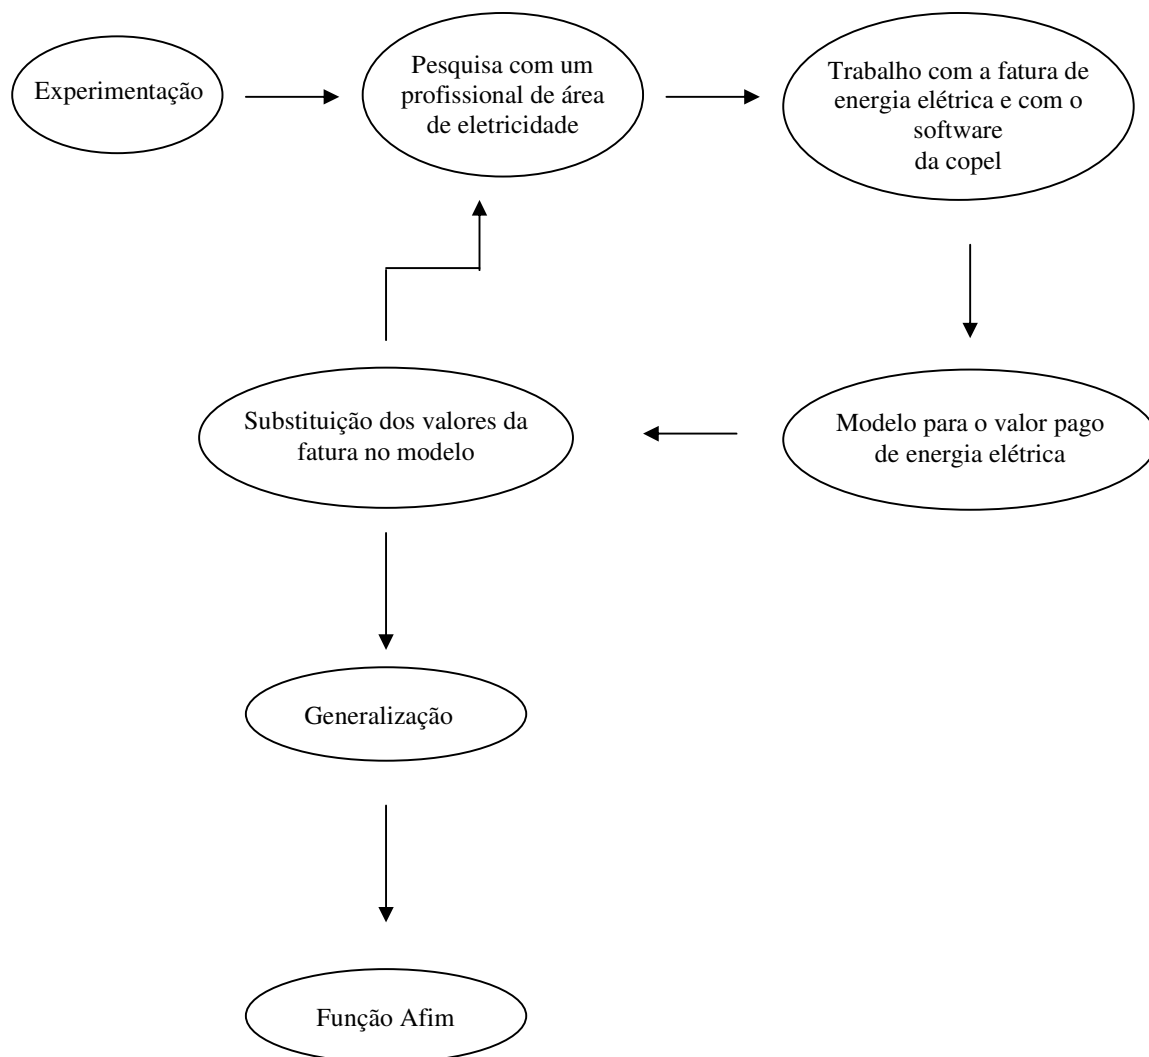 Experimentação
Pesquisa com um
profissional de área
de eletricidade
Trabalho com a fatura de
energia elétrica e com o
software
da copel
Modelo para o valor pago
de energia elétrica
Substituição dos valores da
fatura no modelo
Generalização
Função Afim